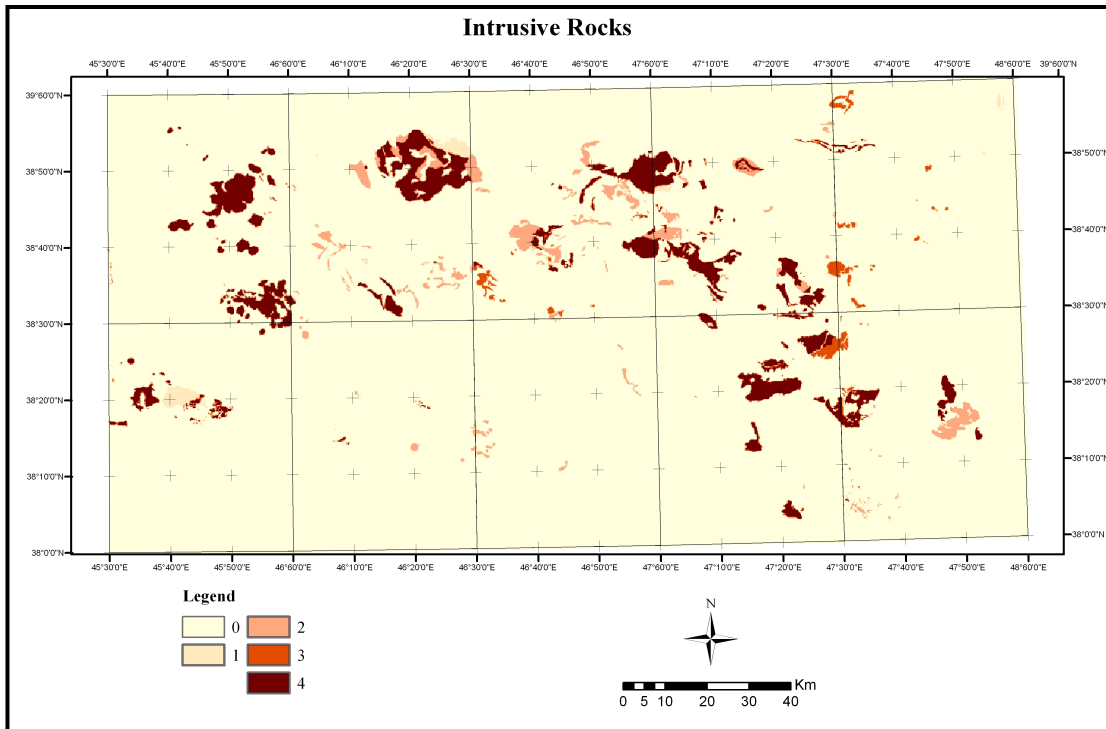 Intrusive Rocks
45°30'0"E 45°40'0"E 45°50'0"E 46°60'0"E 46°10'0"E 46°20'0"E 46°30'0"E 46°40'0"E 46°50'0"E 47°60'0"E 47°10'0"E 47°20'0"E 47°30'0"E 47°40'0"E 47°50'0"E 48°60'0"E 39°60'0"E
39°60'0"N
38°50'0"N 38°50'0"N
38°40'0"N 38°40'0"N
38°30'0"N 38°30'0"N
38°20'0"N 38°20'0"N
38°10'0"N 38°10'0"N
38°0'0"N 38°0'0"N
45°30'0"E 45°40'0"E 45°50'0"E 46°60'0"E 46°10'0"E 46°20'0"E 46°30'0"E 46°40'0"E 46°50'0"E 47°60'0"E 47°10'0"E 47°20'0"E 47°30'0"E 47°50'0"E 48°60'0"E
Legend
0 2
1 3
4
N
Km
0 5 10 20 30 40